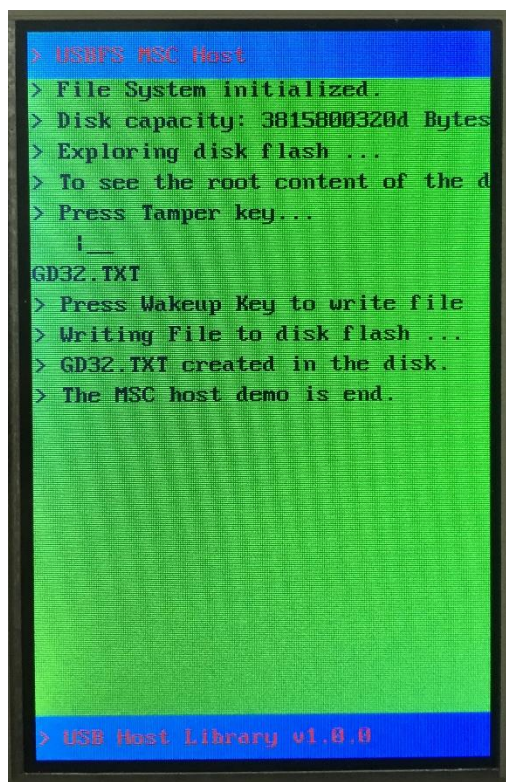 > USBFS MSC Host
> File System initialized.
> Disk capacity: 3815800320d Bytes
> Exploring disk flash ...
> To see the root content of the d
> Press Tamper key...
|__
GD32.TXT
> Press Wakeup Key to write file
> Writing File to disk flash ...
> GD32.TXT created in the disk.
> The MSC host demo is end.
> USB Host Library v1.0.0